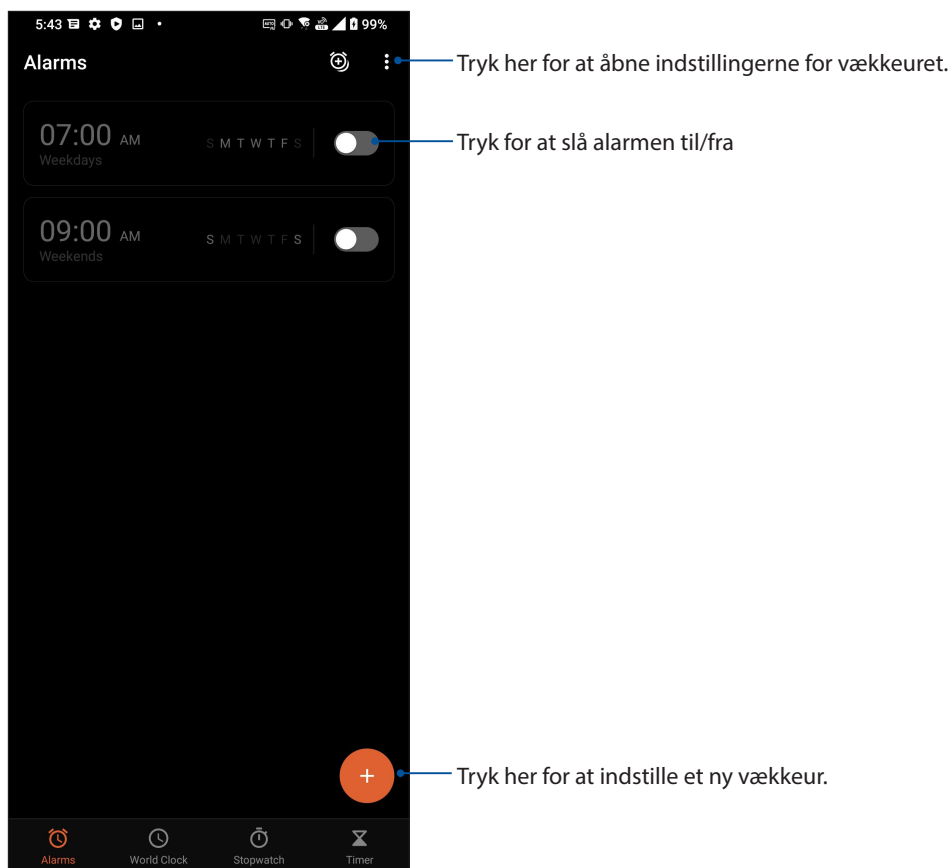 5:43 99%
Alarms
Tryk her for at åbne indstillingerne for vækkeuret.
07:00 AM S M T W T F S
Weekdays
Tryk for at slå alarmen til/fra
09:00 AM S M T W T F S
Weekends
+
Tryk her for at indstille et ny vækkeur.
Alarms World Clock Stopwatch Timer